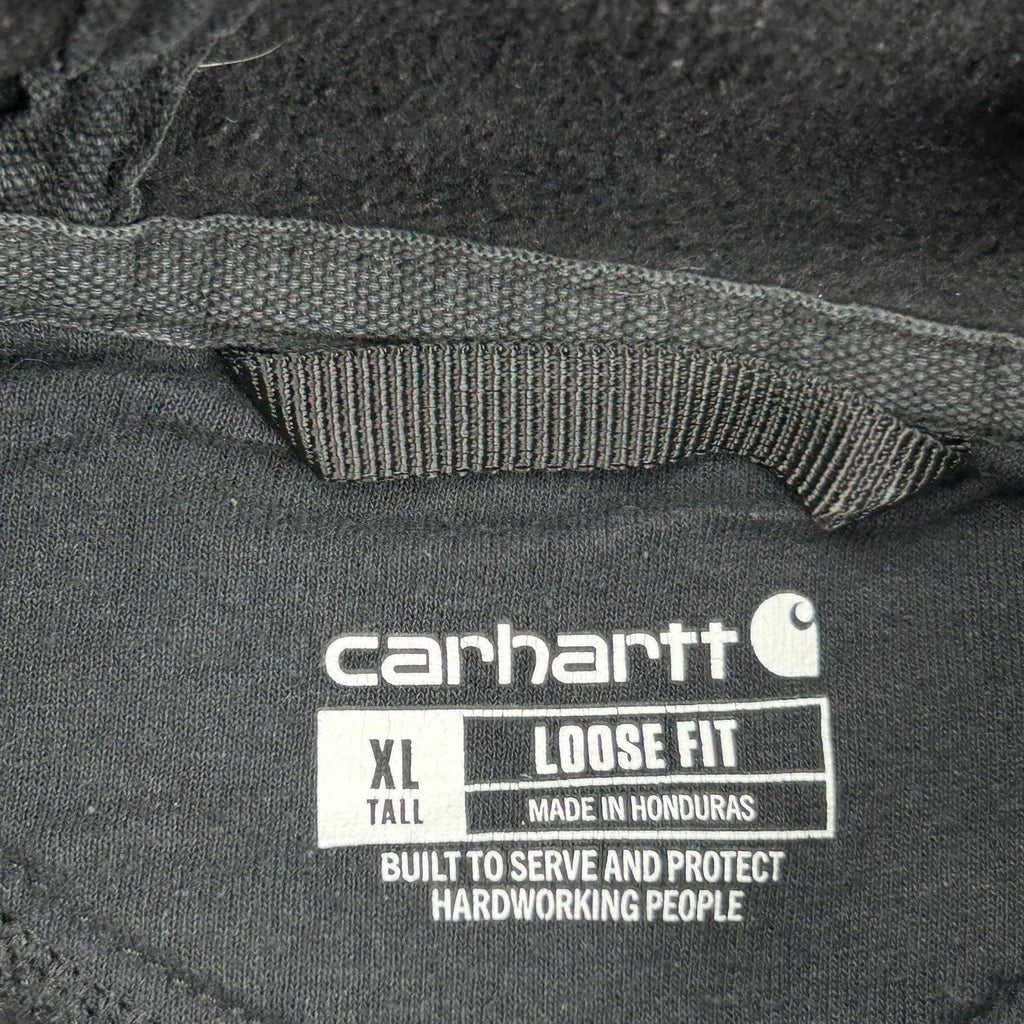 carhartt
XL
TALL
LOOSE FIT
MADE IN HONDURAS
BUILT TO SERVE AND PROTECT
HARDWORKING PEOPLE